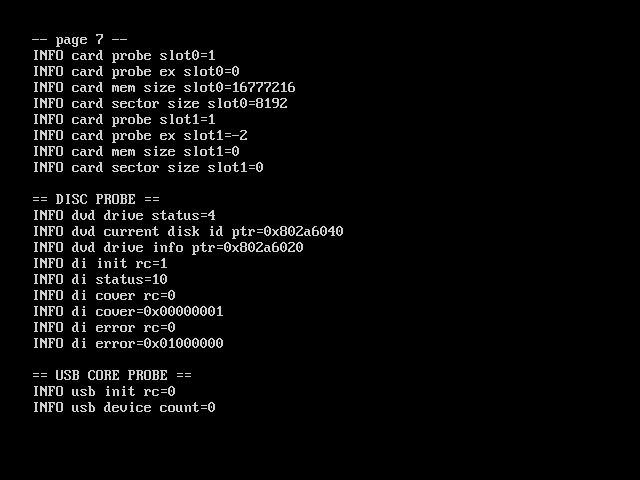 -- page 7 --
INFO card probe slot0=1
INFO card probe ex slot0=0
INFO card mem size slot0=16777216
INFO card sector size slot0=8192
INFO card probe slot1=1
INFO card probe ex slot1=-2
INFO card mem size slot1=0
INFO card sector size slot1=0
== DISC PROBE ==
INFO dvd drive status=4
INFO dvd current disk id ptr=0x802a6040
INFO dvd drive info ptr=0x802a6020
INFO di init rc=1
INFO di status=10
INFO di cover rc=0
INFO di cover=0x00000001
INFO di error rc=0
INFO di error=0x01000000
== USB CORE PROBE ==
INFO usb init rc=0
INFO usb device count=0